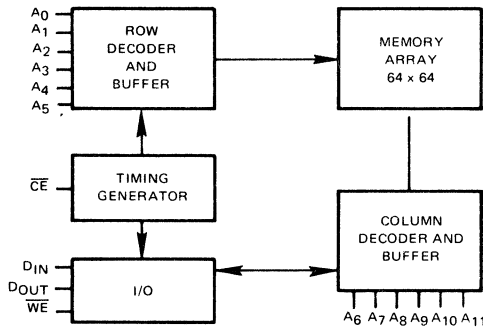 A0
A1
A2
A3
A4
A5
ROW
DECODER
AND
BUFFER
MEMORY
ARRAY
64 x 64
CE
TIMING
GENERATOR
COLUMN
DECODER AND
BUFFER
DIN
DOUT
WE
I/O
A6 A7 A8 A9 A10 A11